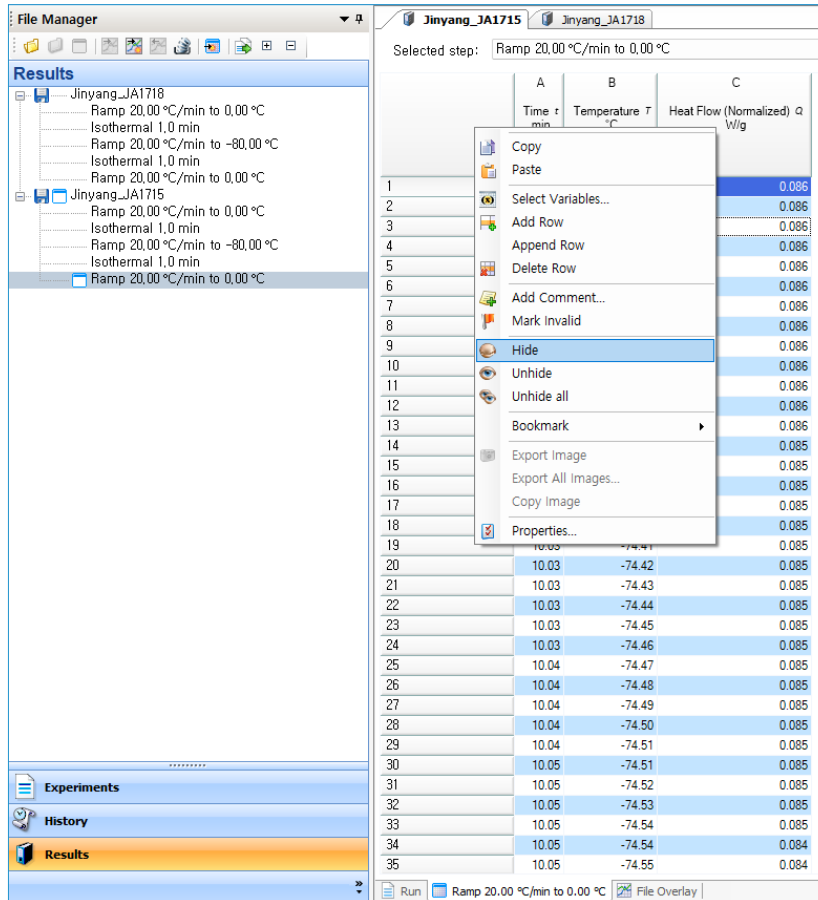 File Manager
Results
Jinyang_JA1718
Ramp 20,00 °C/min to 0,00 °C
Isothermal 1,0 min
Ramp 20,00 °C/min to -80,00 °C
Isothermal 1,0 min
Ramp 20,00 °C/min to 0,00 °C
Jinyang_JA1715
Ramp 20,00 °C/min to 0,00 °C
Isothermal 1,0 min
Ramp 20,00 °C/min to -80,00 °C
Isothermal 1,0 min
Ramp 20,00 °C/min to 0,00 °C
Experiments
History
Results
Jinyang_JA1715 Jinyang_JA1718
Selected step: Ramp 20,00 °C/min to 0,00 °C
A B C
Time t Temperature T Heat Flow (Normalized) Q
min °C W/g
Copy
Paste
Select Variables...
Add Row
Append Row
Delete Row
Add Comment...
Mark Invalid
Hide
Unhide
Unhide all
Bookmark
Export Image
Export All Images...
Copy Image
Properties...
1 0.086
2 0.086
3 0.086
4 0.086
5 0.086
6 0.086
7 0.086
8 0.086
9 0.086
10 0.086
11 0.086
12 0.086
13 0.086
14 0.085
15 0.085
16 0.085
17 0.085
18 0.085
19 10.03 -74.41 0.085
20 10.03 -74.42 0.085
21 10.03 -74.43 0.085
22 10.03 -74.44 0.085
23 10.03 -74.45 0.085
24 10.03 -74.46 0.085
25 10.04 -74.47 0.085
26 10.04 -74.48 0.085
27 10.04 -74.49 0.085
28 10.04 -74.50 0.085
29 10.04 -74.51 0.085
30 10.05 -74.51 0.085
31 10.05 -74.52 0.085
32 10.05 -74.53 0.085
33 10.05 -74.54 0.085
34 10.05 -74.54 0.084
35 10.05 -74.55 0.084
Run Ramp 20.00 °C/min to 0.00 °C File Overlay